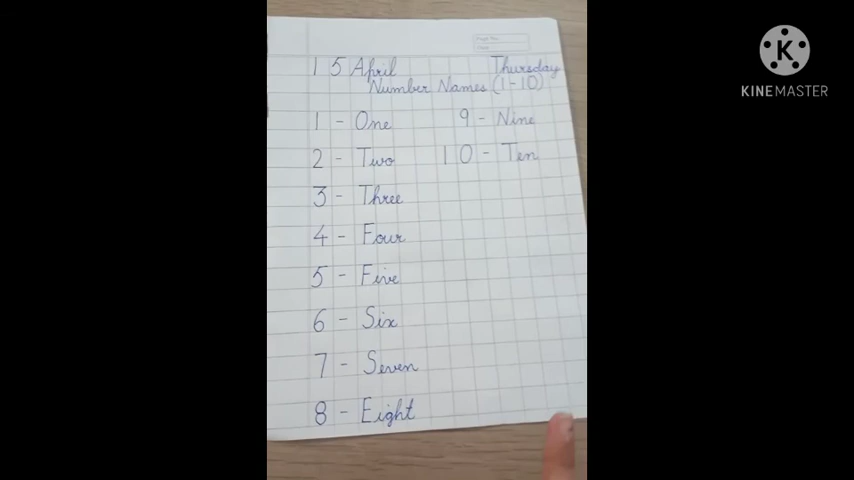 15 April Thursday
Number Names (1-10)
1 - One
2 - Two
3 - Three
4 - Four
5 - Five
6 - Six
7 - Seven
8 - Eight
9 - Nine
10 - Ten
KINEMASTER